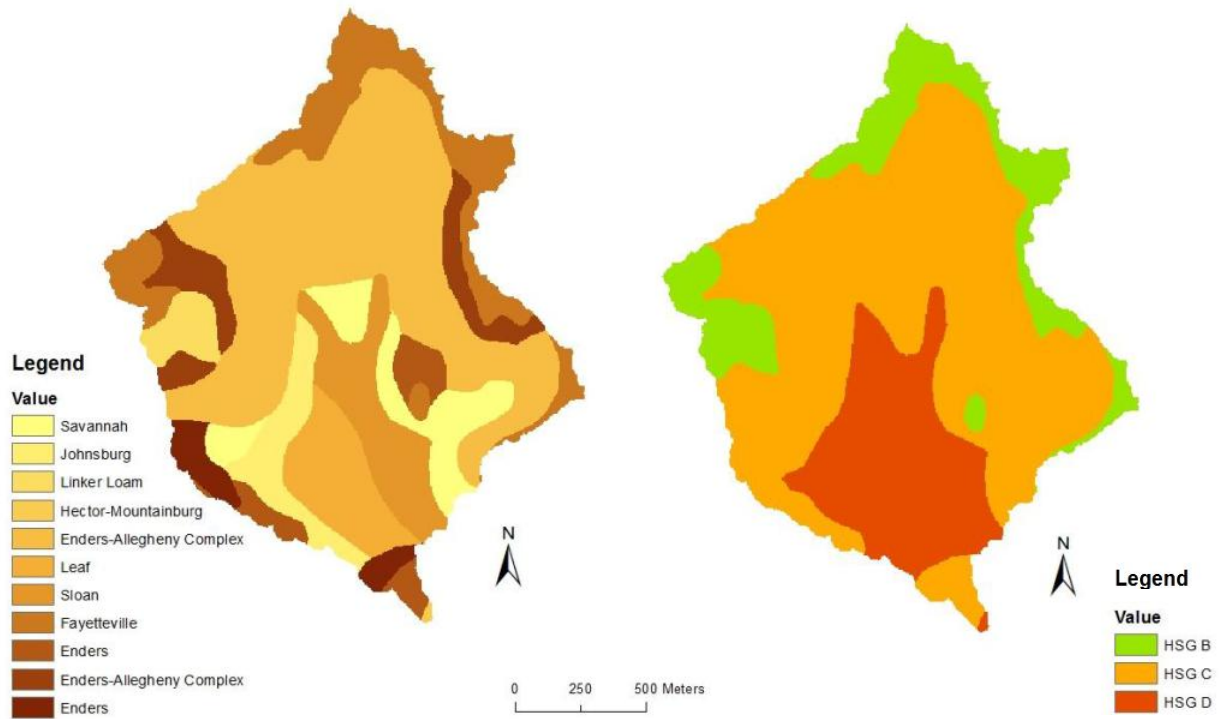 Legend
Value
Savannah
Johnsburg
Linker Loam
Hector-Mountainburg
Enders-Allegheny Complex
Leaf
Sloan
Fayetteville
Enders
Enders-Allegheny Complex
Enders
N
0 250 500 Meters
N
Legend
Value
HSG B
HSG C
HSG D